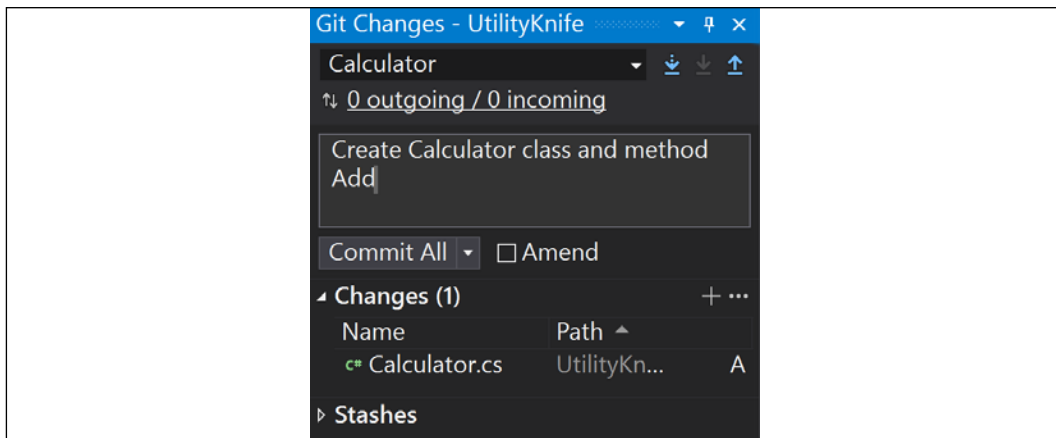 Git Changes - UtilityKnife
Calculator
0 outgoing / 0 incoming
Create Calculator class and method
Add
Commit All Amend
Changes (1)
Name Path
C# Calculator.cs UtilityKn... A
Stashes